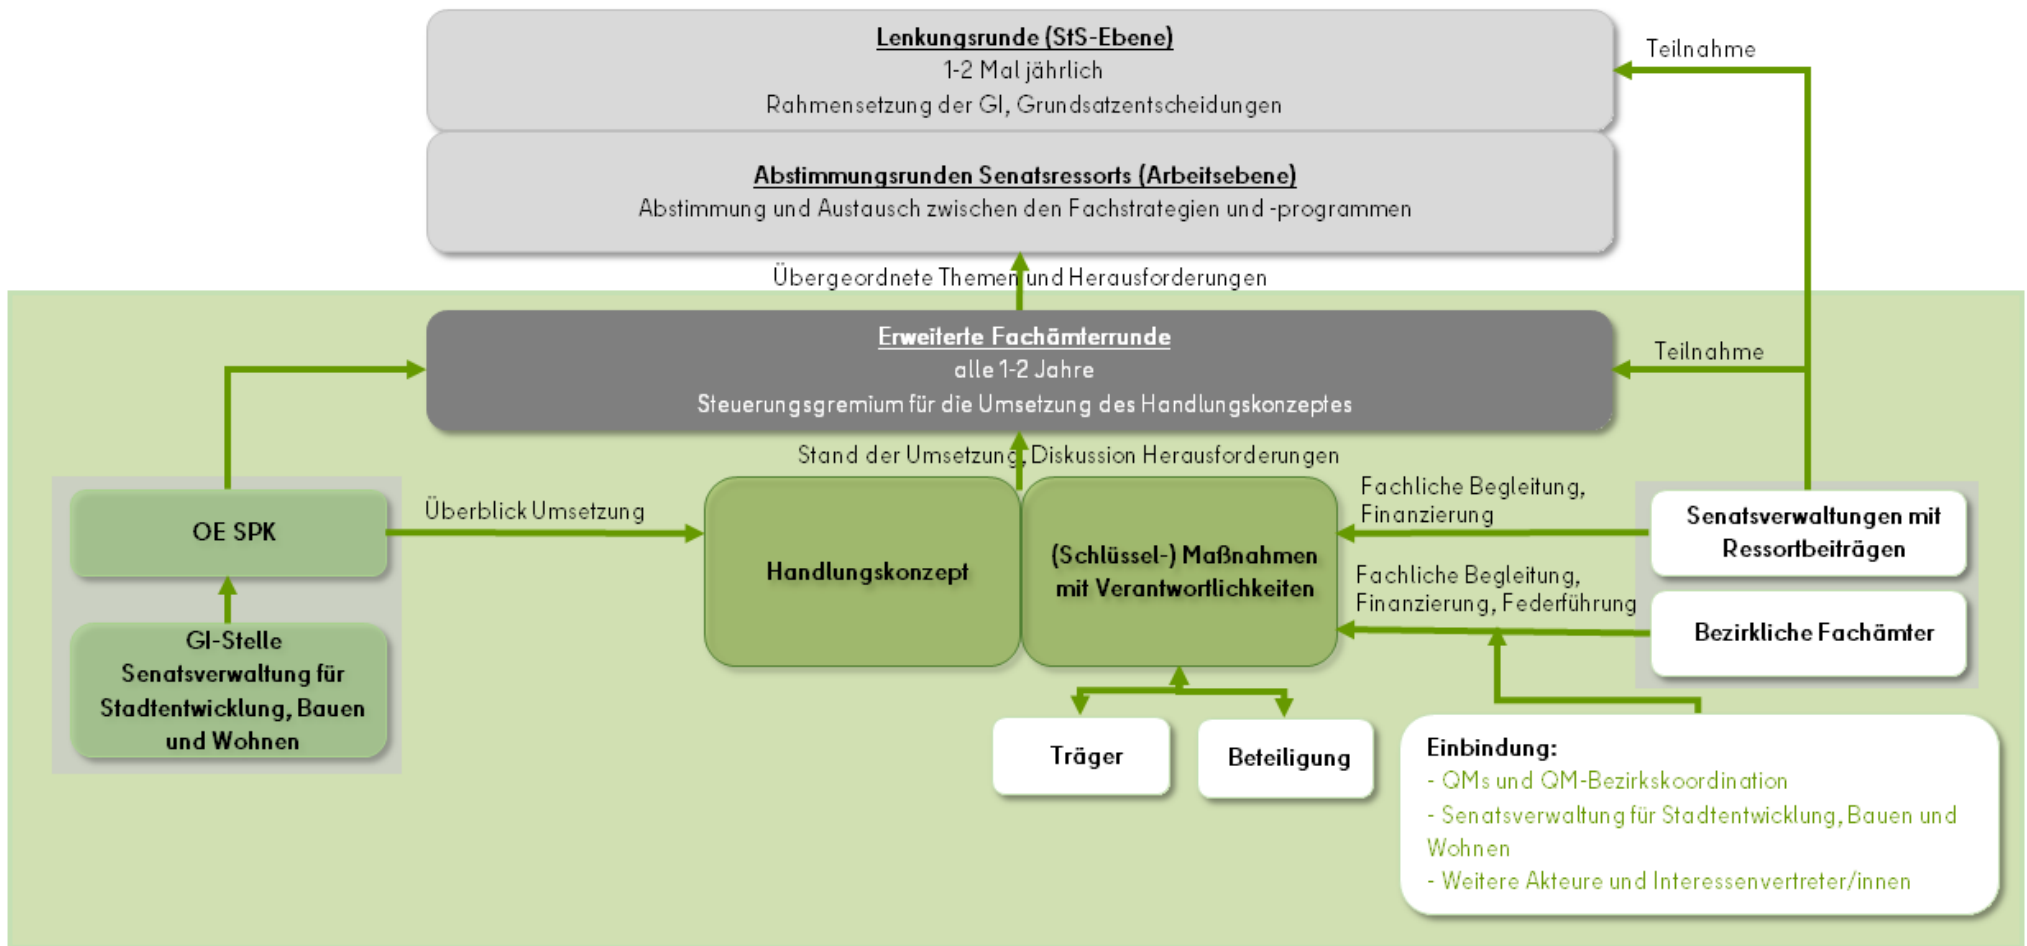 Lenkungsrunde (StS-Ebene)
1-2 Mal jährlich
Rahmensetzung der GI, Grundsatzentscheidungen
Teilnahme
Abstimmungsrunden Senatsressorts (Arbeitsebene)
Abstimmung und Austausch zwischen den Fachstrategien und -programmen
Übergeordnete Themen und Herausforderungen
Erweiterte Fachämterrunde
alle 1-2 Jahre
Steuerungsgremium für die Umsetzung des Handlungskonzeptes
Teilnahme
Stand der Umsetzung, Diskussion Herausforderungen
OE SPK
Überblick Umsetzung
GI-Stelle
Senatsverwaltung für
Stadtentwicklung, Bauen
und Wohnen
Handlungskonzept
(Schlüssel-) Maßnahmen
mit Verantwortlichkeiten
Fachliche Begleitung,
Finanzierung
Fachliche Begleitung,
Finanzierung, Federführung
Senatsverwaltungen mit
Ressortbeiträgen
Bezirkliche Fachämter
Träger
Beteiligung
Einbindung:
- QMs und QM-Bezirkskoordination
- Senatsverwaltung für Stadtentwicklung, Bauen und
Wohnen
- Weitere Akteure und Interessenvertreter/innen